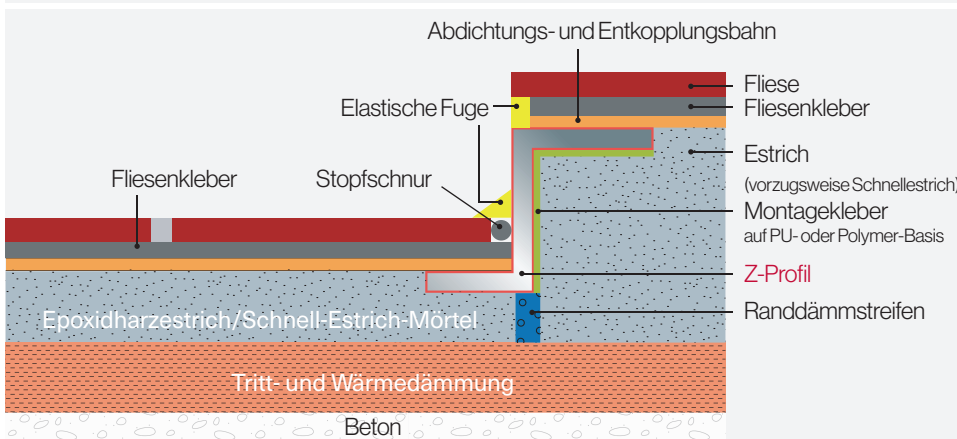 Abdichtungs- und Entkopplungsbahn
Fliese
Elastische Fuge
Fliesenkleber
Estrich
(vorzugsweise Schnellestrich)
Fliesenkleber
Stopfschnur
Montagekleber
auf PU- oder Polymer-Basis
Z-Profil
Randdämmstreifen
Epoxidharzestrich/Schnell-Estrich-Mörtel
Tritt- und Wärmedämmung
Beton